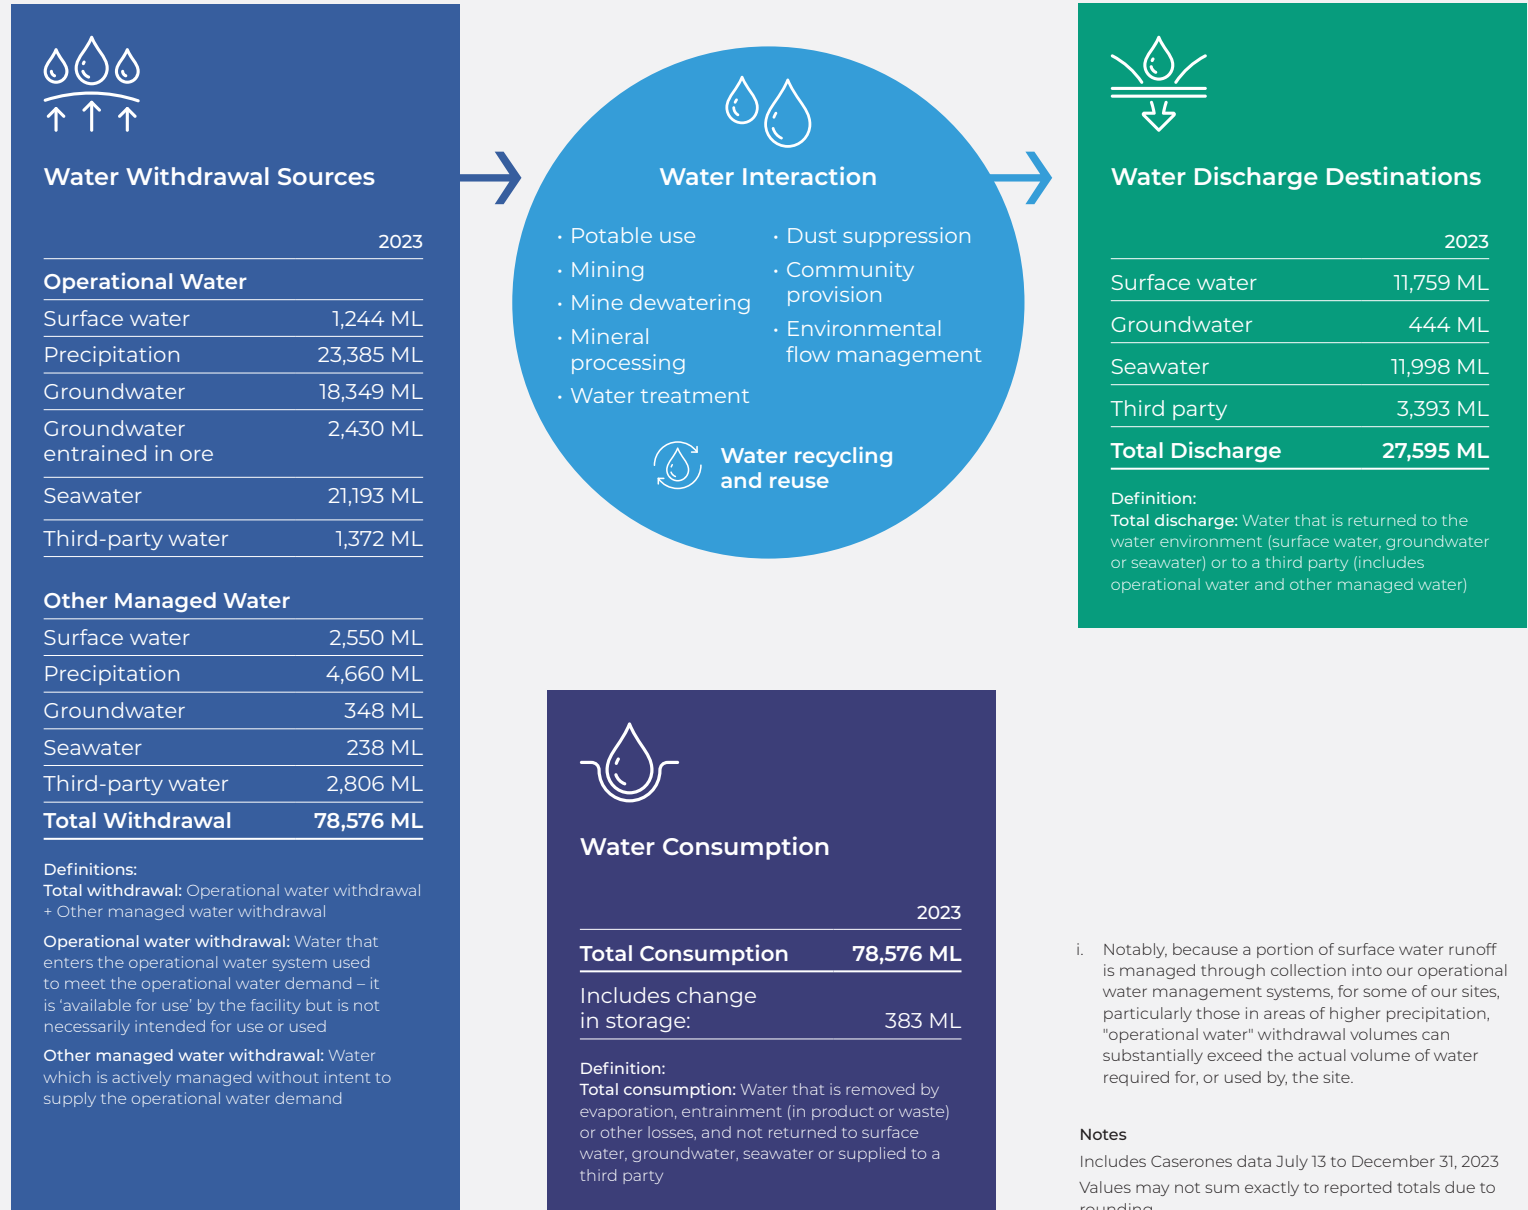 Water Withdrawal Sources
2023
Operational Water
Surface water 1,244 ML
Precipitation 23,385 ML
Groundwater 18,349 ML
Groundwater 2,430 ML
entrained in ore
Seawater 21,193 ML
Third-party water 1,372 ML
Other Managed Water
Surface water 2,550 ML
Precipitation 4,660 ML
Groundwater 348 ML
Seawater 238 ML
Third-party water 2,806 ML
Total Withdrawal 78,576 ML
Definitions:
Total withdrawal: Operational water withdrawal
+ Other managed water withdrawal
Operational water withdrawal: Water that
enters the operational water system used
to meet the operational water demand – it
is ‘available for use’ by the facility but is not
necessarily intended for use or used
Other managed water withdrawal: Water
which is actively managed without intent to
supply the operational water demand
Water Interaction
• Potable use
• Mining
• Mine dewatering
• Mineral
processing
• Water treatment
• Dust suppression
• Community
provision
• Environmental
flow management
Water recycling
and reuse
Water Discharge Destinations
2023
Surface water 11,759 ML
Groundwater 444 ML
Seawater 11,998 ML
Third party 3,393 ML
Total Discharge 27,595 ML
Definition:
Total discharge: Water that is returned to the
water environment (surface water, groundwater
or seawater) or to a third party (includes
operational water and other managed water)
Water Consumption
2023
Total Consumption 78,576 ML
Includes change
in storage: 383 ML
Definition:
Total consumption: Water that is removed by
evaporation, entrainment (in product or waste)
or other losses, and not returned to surface
water, groundwater, seawater or supplied to a
third party
i. Notably, because a portion of surface water runoff
is managed through collection into our operational
water management systems, for some of our sites,
particularly those in areas of higher precipitation,
"operational water" withdrawal volumes can
substantially exceed the actual volume of water
required for, or used by, the site.
Notes
Includes Caserones data July 13 to December 31, 2023
Values may not sum exactly to reported totals due to
rounding